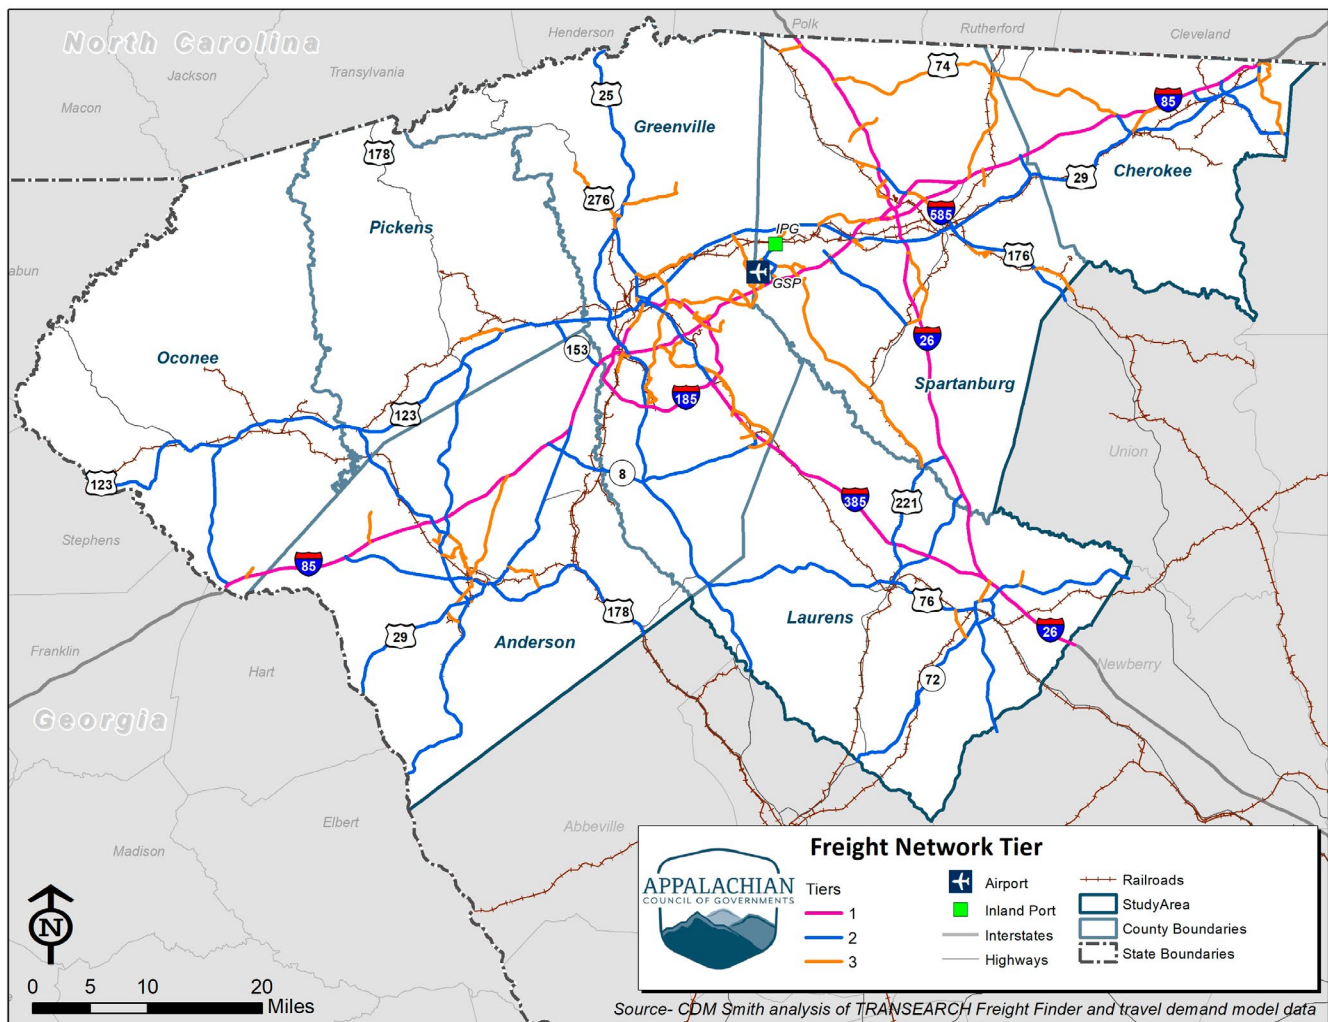 North Carolina
Henderson
Polk
Rutherford
Cleveland
Jackson
Transylvania
Macon
74
25
85
Greenville
178
Cherokee
29
276
585
Pickens
IPG
176
abun
GSP
26
153
Oconee
Spartanburg
185
123
Union
8
123
385
221
Stephens
85
76
178
Laurens
29
26
Anderson
Franklin
Hart
Newberry
72
Georgia
Elbert
Abbeville
Madison
Freight Network Tier
APPALACHIAN
COUNCIL OF GOVERNMENTS
Tiers
1
2
3
Airport
Inland Port
Interstates
Highways
Railroads
StudyArea
County Boundaries
State Boundaries
N
0 5 10 20
Miles
Source- CDM Smith analysis of TRANSEARCH Freight Finder and travel demand model data